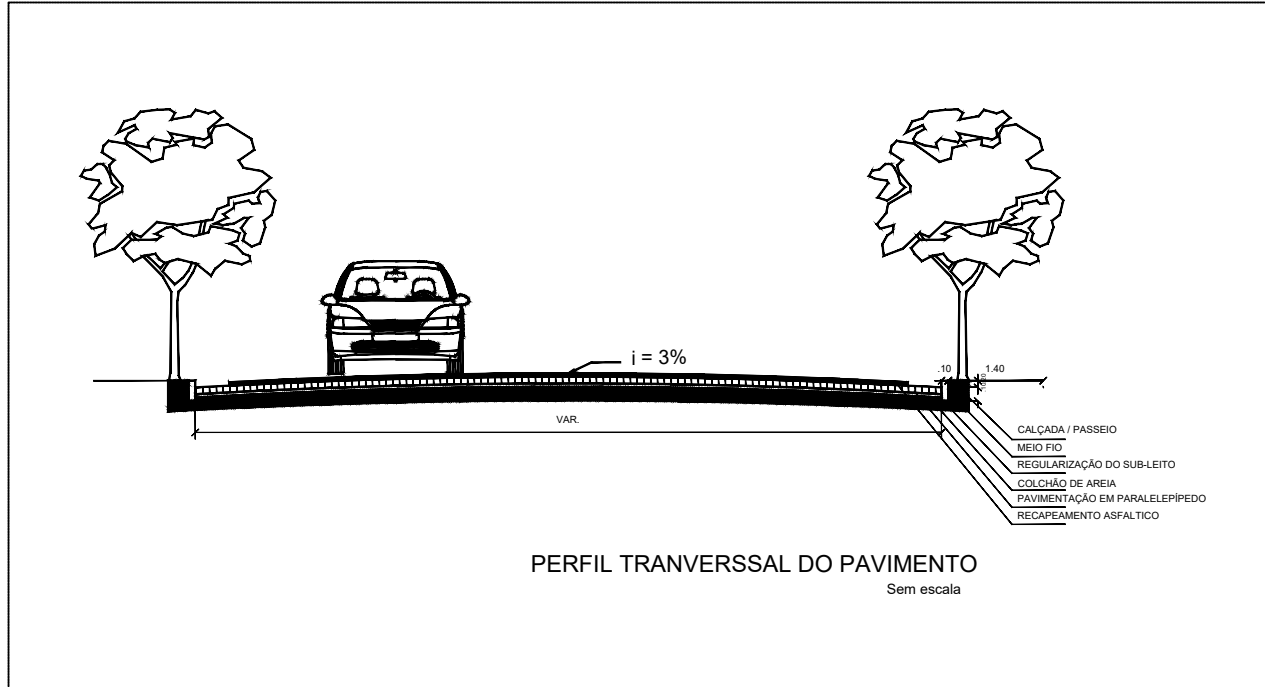 i = 3%
.10
1.40
VAR.
CALÇADA / PASSEIO
MEIO FIO
REGULARIZAÇÃO DO SUB-LEITO
COLCHÃO DE AREIA
PAVIMENTAÇÃO EM PARALELEPÍPEDO
RECAPEAMENTO ASFALTICO
PERFIL TRANVERSSAL DO PAVIMENTO
Sem escala